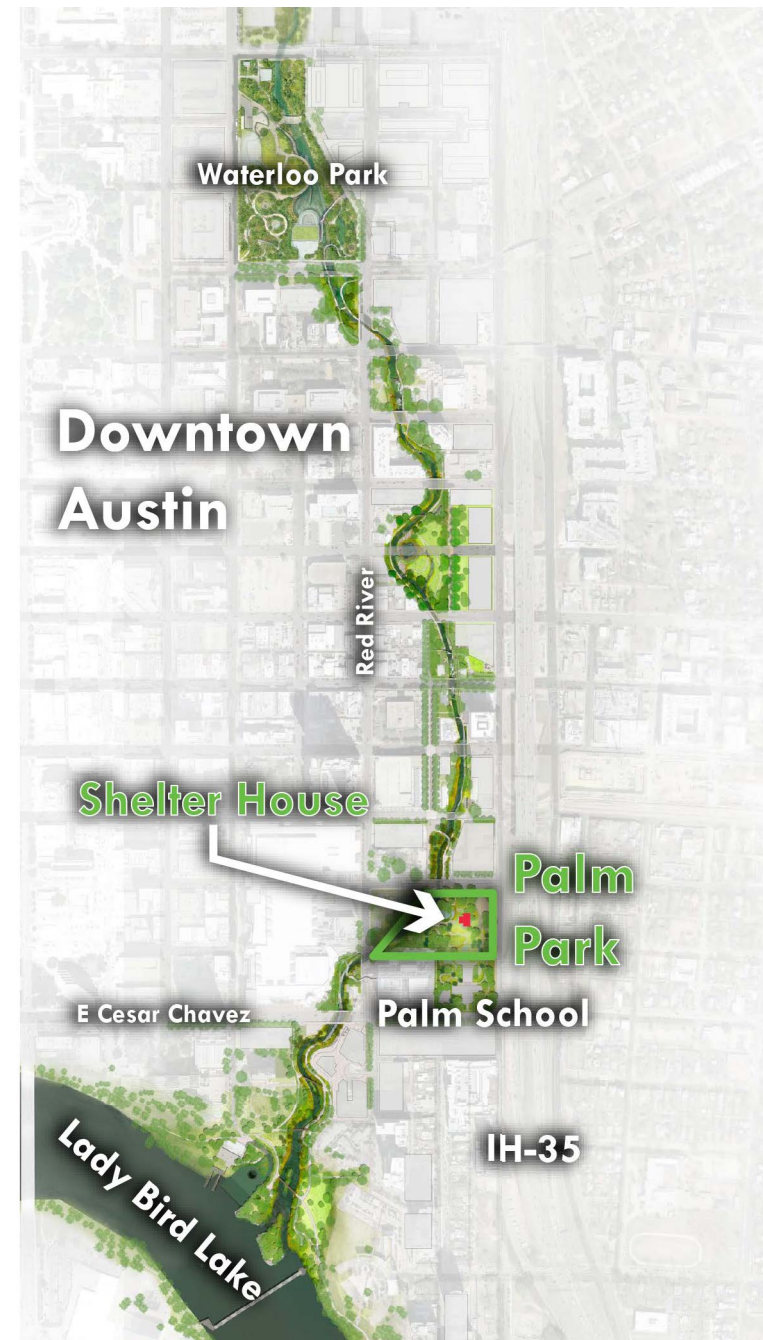 Waterloo Park
Downtown
Austin
Red River
Shelter House
Palm
Park
E Cesar Chavez
Palm School
IH-35
Lady Bird Lake